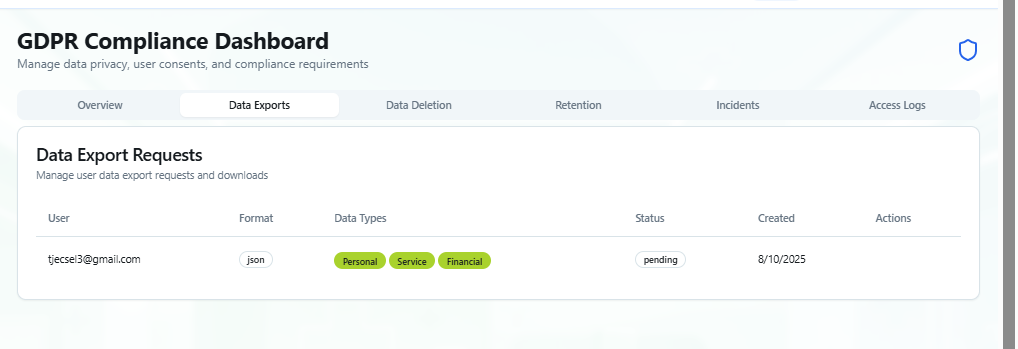 GDPR Compliance Dashboard
Manage data privacy, user consents, and compliance requirements
Overview Data Exports Data Deletion Retention Incidents Access Logs
Data Export Requests
Manage user data export requests and downloads
User Format Data Types Status Created Actions
tjecsel3@gmail.com json Personal Service Financial pending 8/10/2025